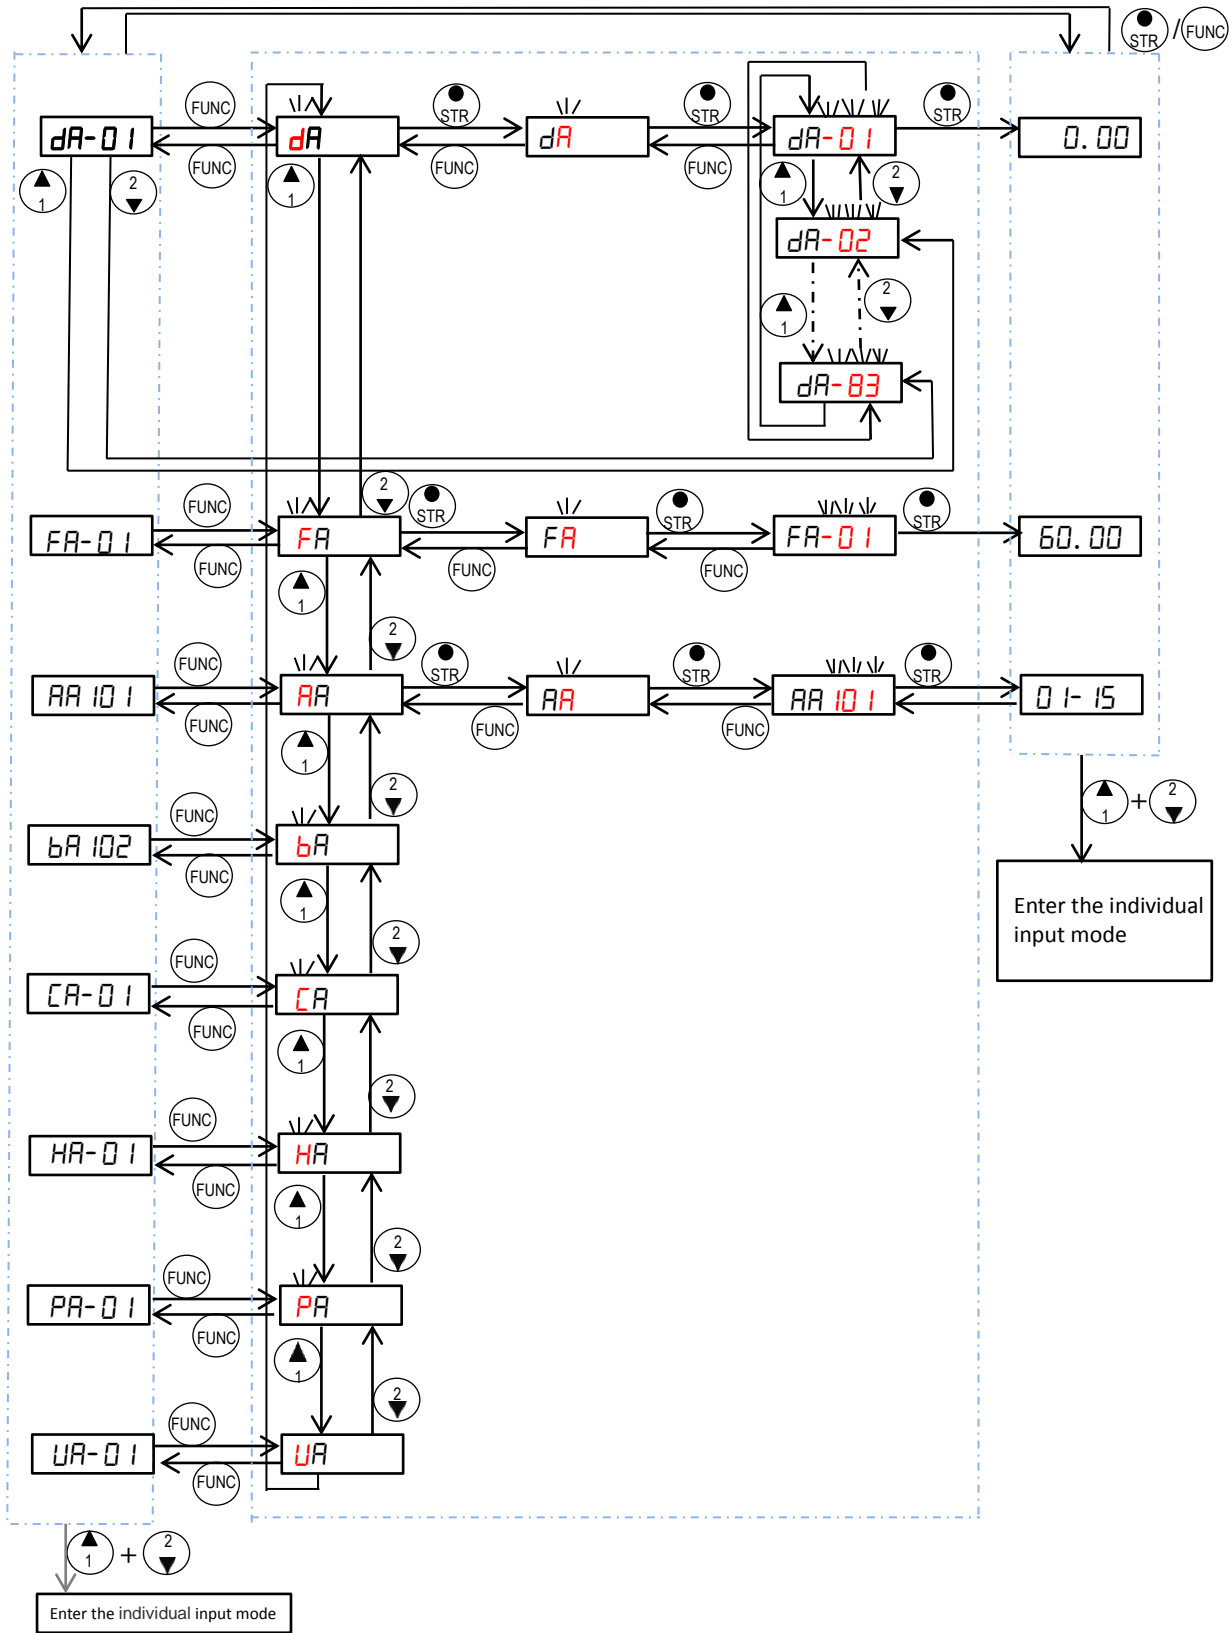 STR / FUNC
FUNC STR STR STR
dA-01 dA dA dA-01 0.00
FUNC FUNC FUNC
1 2 1 1 2
dA-02
1 2
dA-83
FUNC 2 STR STR STR
FA-01 FA FA FA-01 60.00
FUNC FUNC FUNC
1
2
FUNC STR STR STR
AA101 AA AA AA101 01-15
FUNC FUNC FUNC
1
2 1 + 2
FUNC
bA102 bA
FUNC
1
2
Enter the individual
input mode
FUNC
CA-01 CA
FUNC
1
2
FUNC
HA-01 HA
FUNC
1
2
FUNC
PA-01 PA
FUNC
1
2
FUNC
UA-01 UA
FUNC
1 + 2
Enter the individual input mode